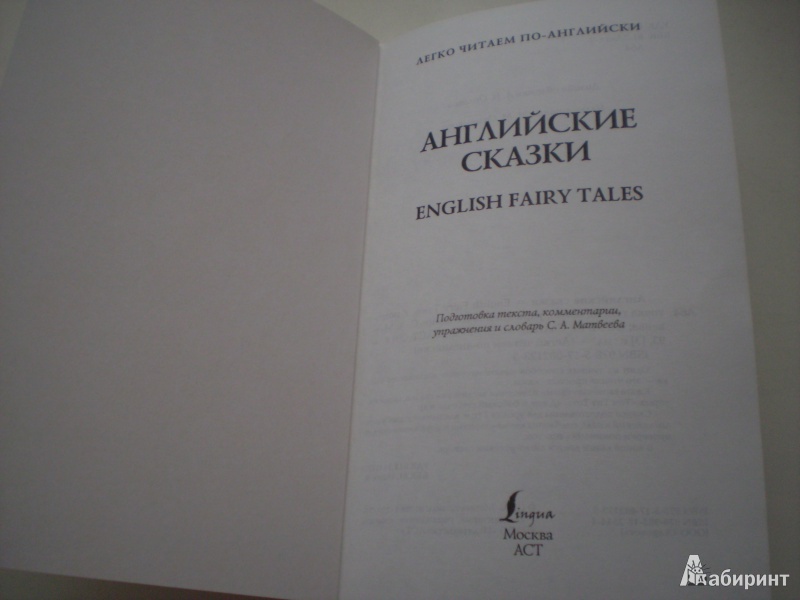 ЛЕГКО ЧИТАЕМ ПО-АНГЛИЙСКИ
АНГЛИЙСКИЕ
СКАЗКИ
ENGLISH FAIRY TALES
Подготовка текста, комментарии,
упражнения и словарь С. А. Матвеева
Lingua
Москва
АСТ
Лабиринт